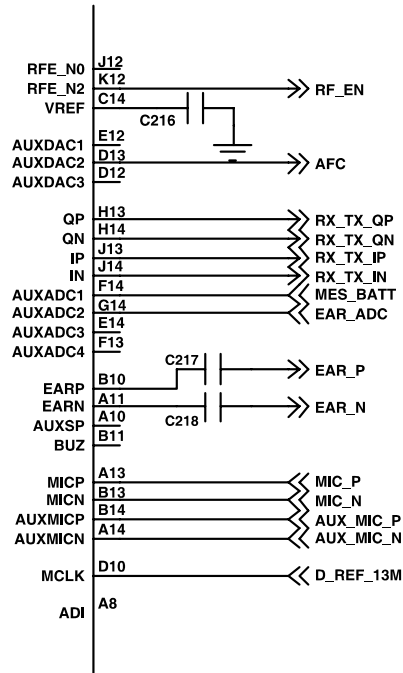 RFE_N0 J12
RFE_N2 K12 RF_EN
VREF C14
C216
AUXDAC1 E12
AUXDAC2 D13 AFC
AUXDAC3 D12
QP H13 RX_TX_QP
QN H14 RX_TX_QN
IP J13 RX_TX_IP
IN J14 RX_TX_IN
AUXADC1 F14 MES_BATT
AUXADC2 G14 EAR_ADC
AUXADC3 E14
AUXADC4 F13
C217
EAR_P
EARP B10
EARN A11 EAR_N
C218
AUXSP A10
BUZ B11
MICP A13 MIC_P
MICN B13 MIC_N
AUXMICP B14 AUX_MIC_P
AUXMICN A14 AUX_MIC_N
MCLK D10 D_REF_13M
ADI A8